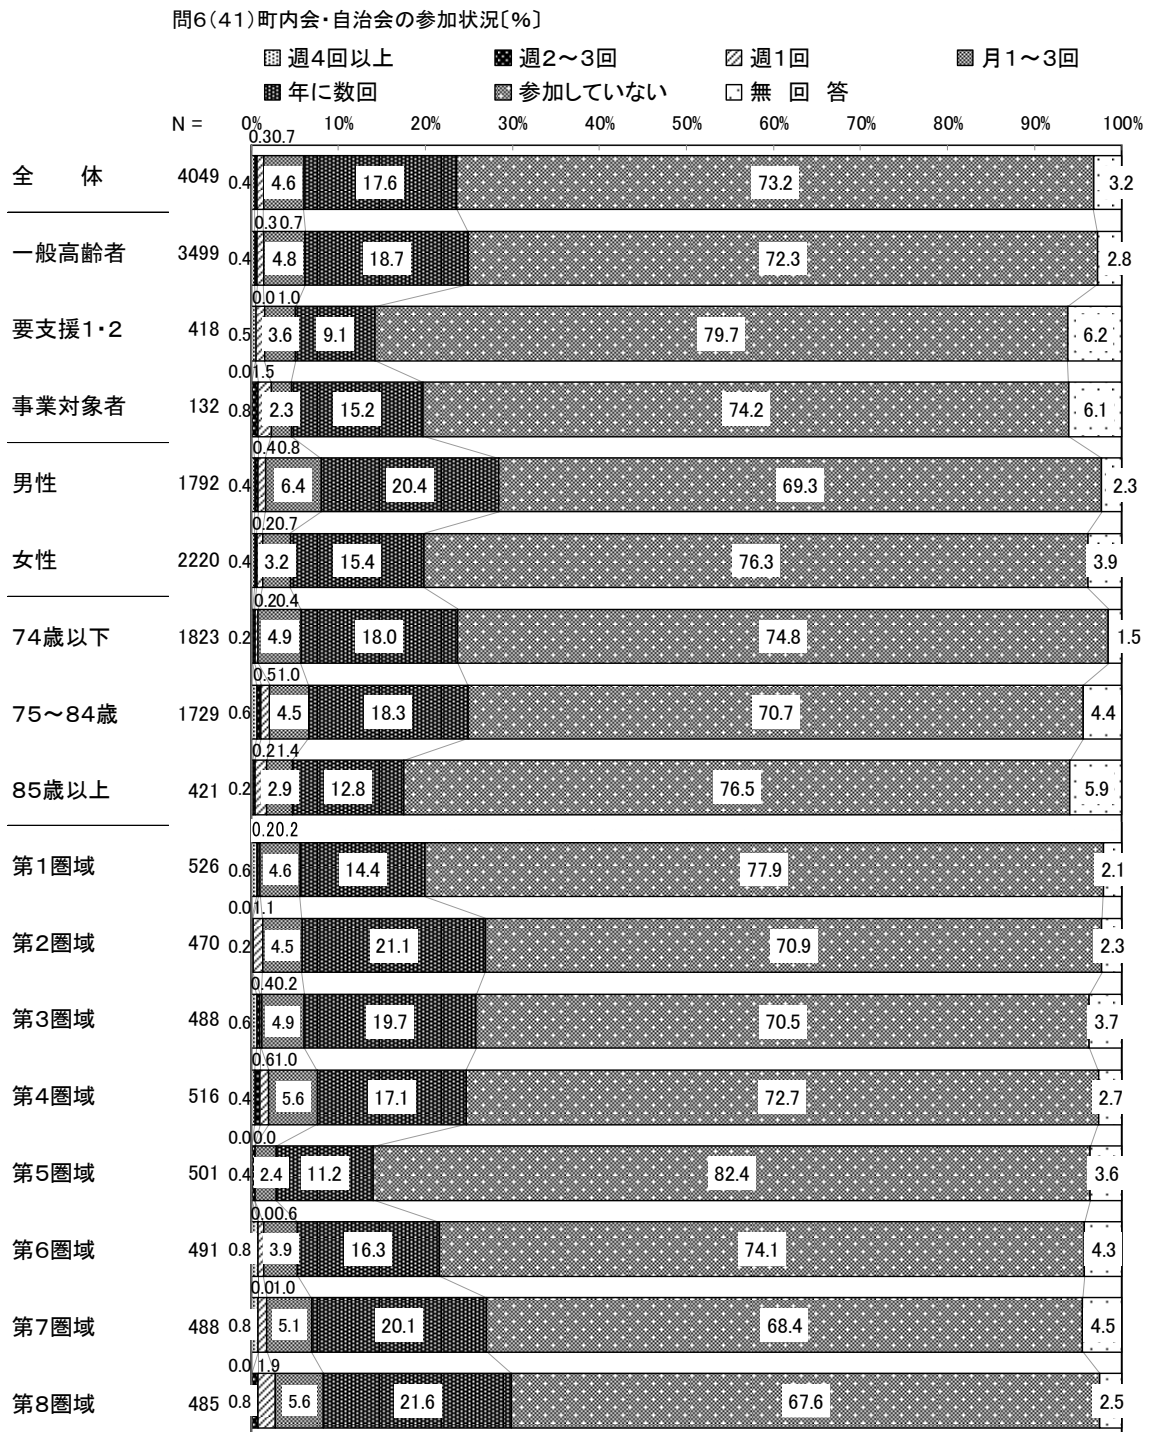 問6(41)町内会・自治会の参加状況〔%〕
週4回以上 週2～3回 週1回 月1～3回
年に数回 参加していない 無 回 答
N = 0% 10% 20% 30% 40% 50% 60% 70% 80% 90% 100%
0.3 0.7
全 体 4049 0.4 4.6 17.6 73.2 3.2
0.3 0.7
一般高齢者 3499 0.4 4.8 18.7 72.3 2.8
0.0 1.0
要支援1・2 418 0.5 3.6 9.1 79.7 6.2
0.0 1.5
事業対象者 132 0.8 2.3 15.2 74.2 6.1
0.4 0.8
男性 1792 0.4 6.4 20.4 69.3 2.3
0.2 0.7
女性 2220 0.4 3.2 15.4 76.3 3.9
0.2 0.4
74歳以下 1823 0.2 4.9 18.0 74.8 1.5
0.5 1.0
75～84歳 1729 0.6 4.5 18.3 70.7 4.4
0.2 1.4
85歳以上 421 0.2 2.9 12.8 76.5 5.9
0.2 0.2
第1圏域 526 0.6 4.6 14.4 77.9 2.1
0.0 1.1
第2圏域 470 0.2 4.5 21.1 70.9 2.3
0.4 0.2
第3圏域 488 0.6 4.9 19.7 70.5 3.7
0.6 1.0
第4圏域 516 0.4 5.6 17.1 72.7 2.7
0.0 0.0
第5圏域 501 0.4 2.4 11.2 82.4 3.6
0.0 0.6
第6圏域 491 0.8 3.9 16.3 74.1 4.3
0.0 1.0
第7圏域 488 0.8 5.1 20.1 68.4 4.5
0.0 1.9
第8圏域 485 0.8 5.6 21.6 67.6 2.5